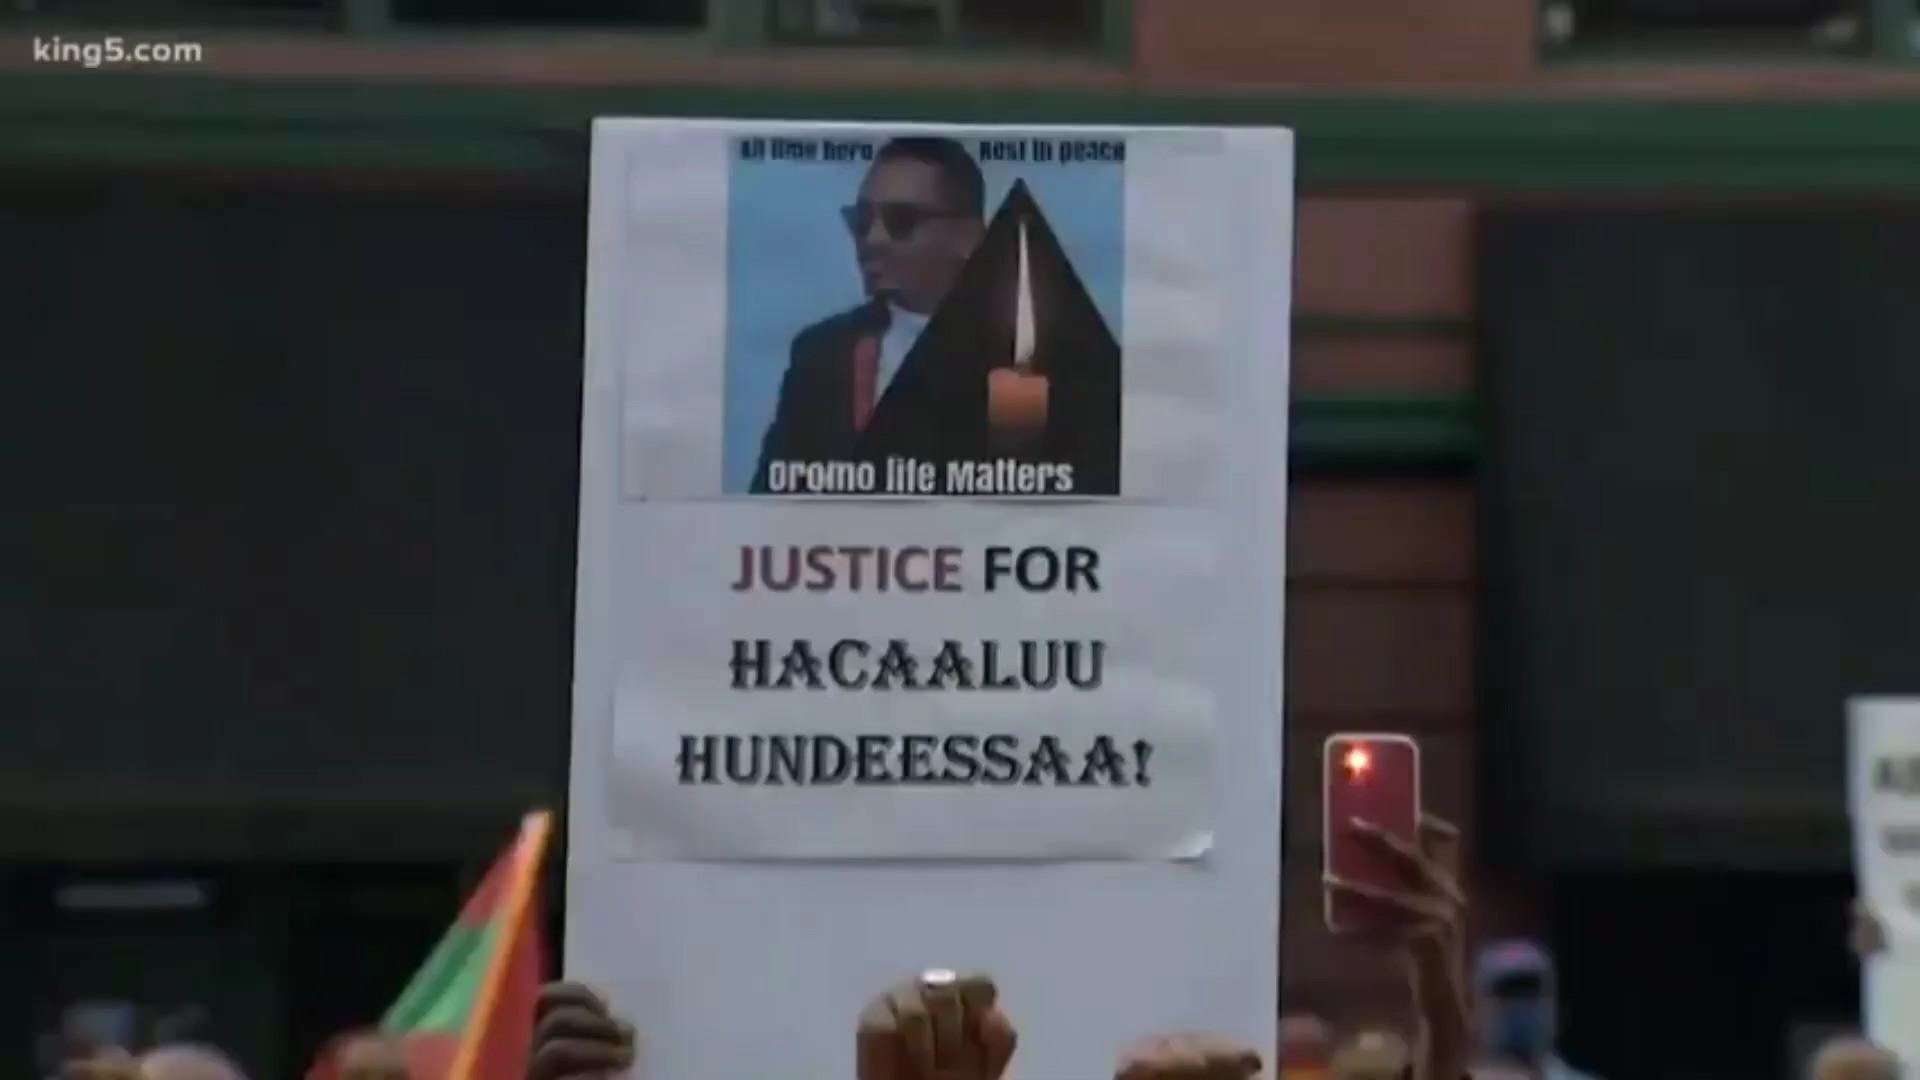 king5.com
All time hero Rest in peace
Oromo life Matters
JUSTICE FOR
HACAALUU
HUNDEESSAA!